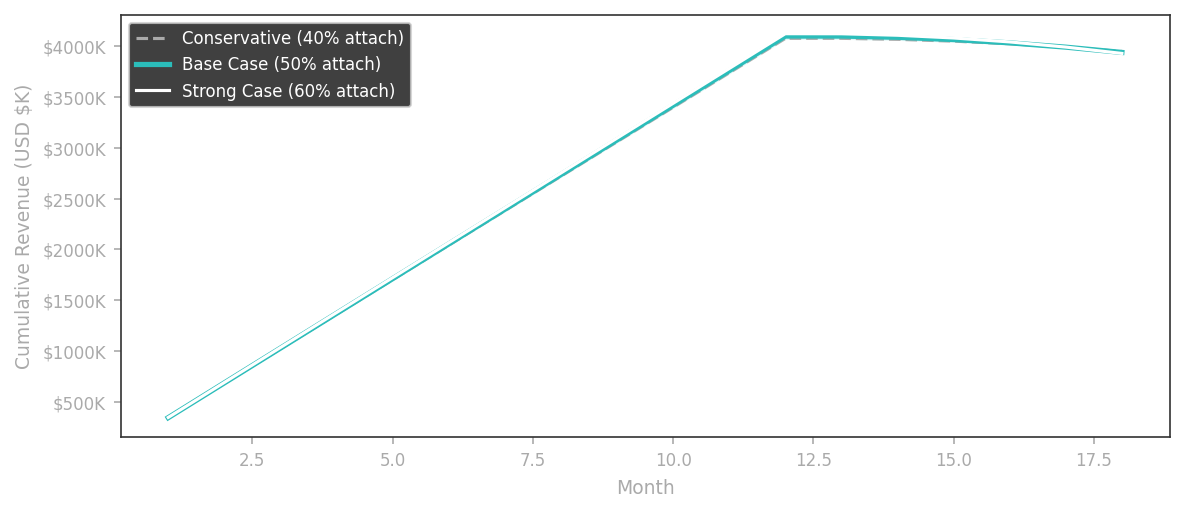 Conservative (40% attach)
Base Case (50% attach)
Strong Case (60% attach)
Cumulative Revenue (USD $K)
$4000K
$3500K
$3000K
$2500K
$2000K
$1500K
$1000K
$500K
2.5 5.0 7.5 10.0 12.5 15.0 17.5
Month